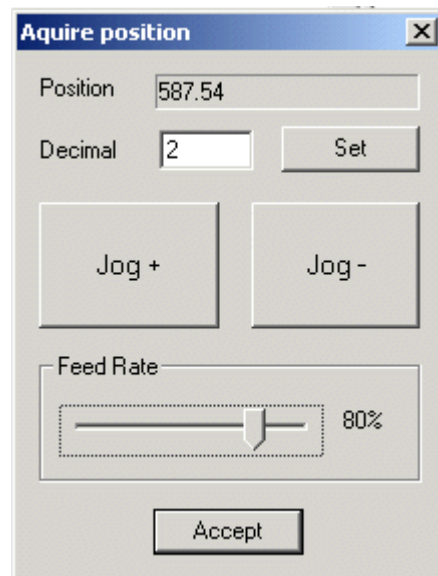 Aquire position
Position 587.54
Decimal 2 Set
Jog + Jog -
Feed Rate
80%
Accept